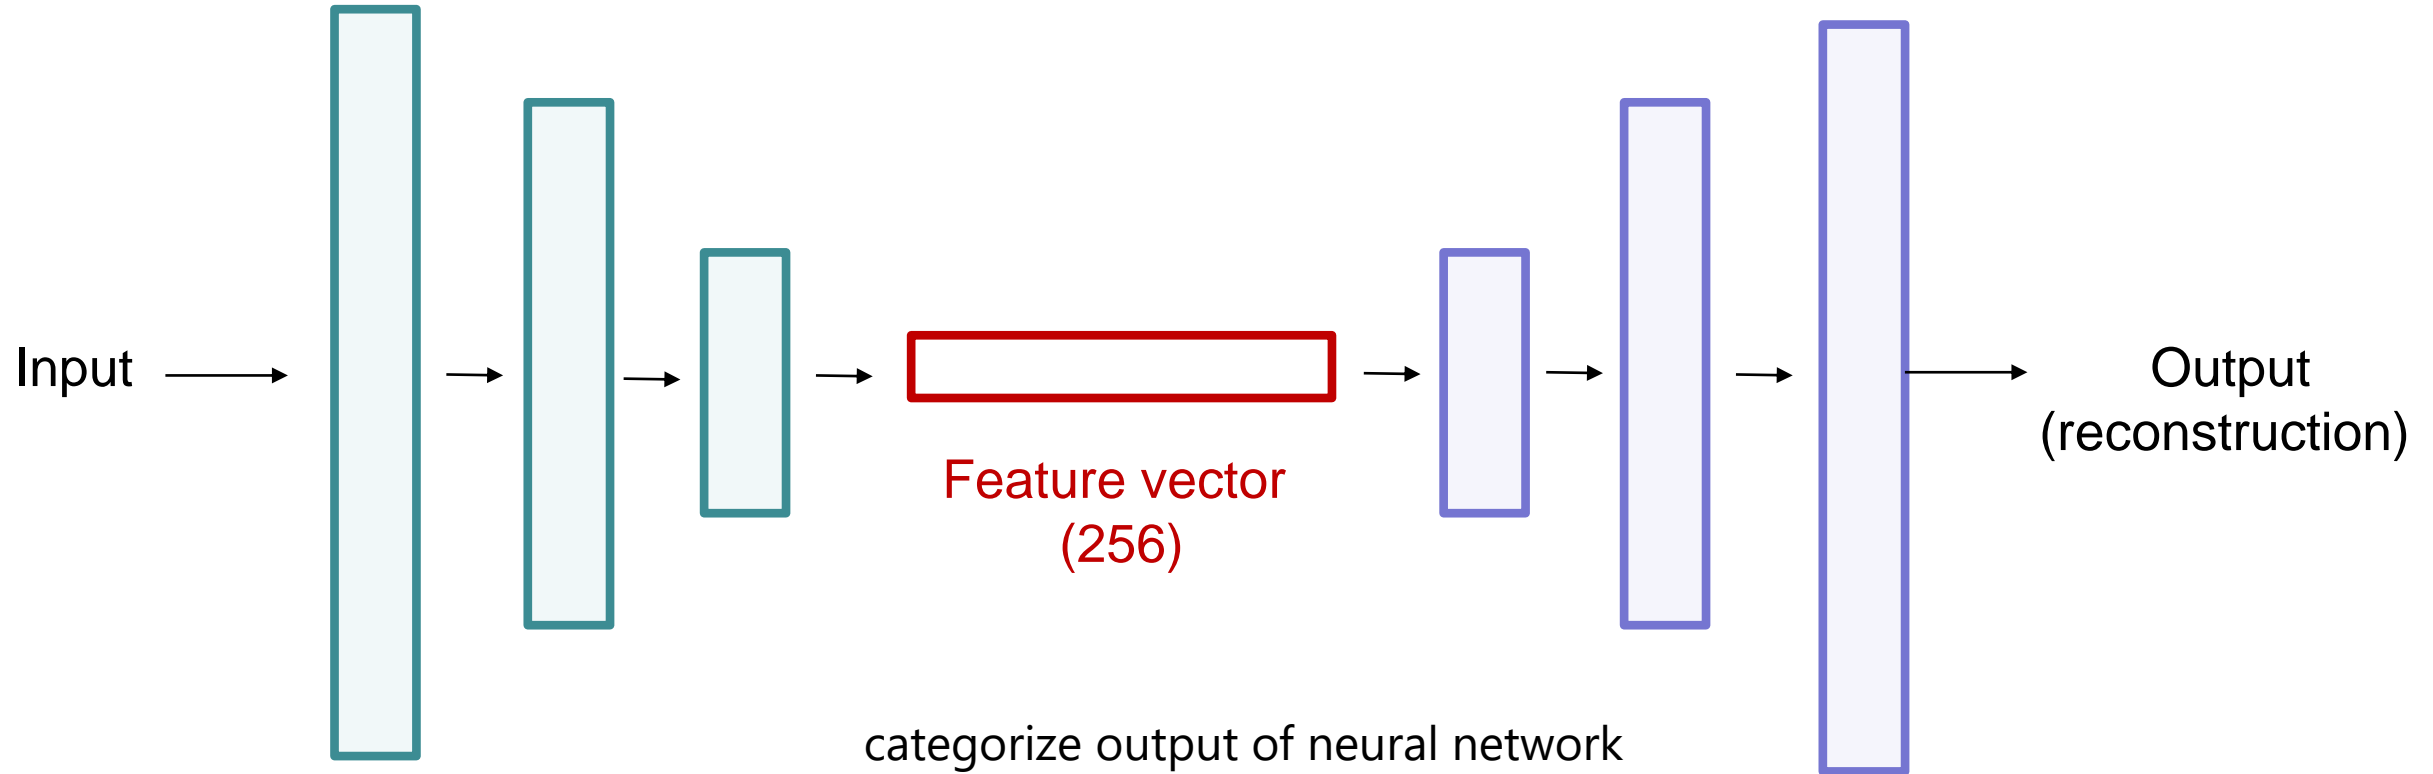 Input
Feature vector
(256)
Output
(reconstruction)
categorize output of neural network